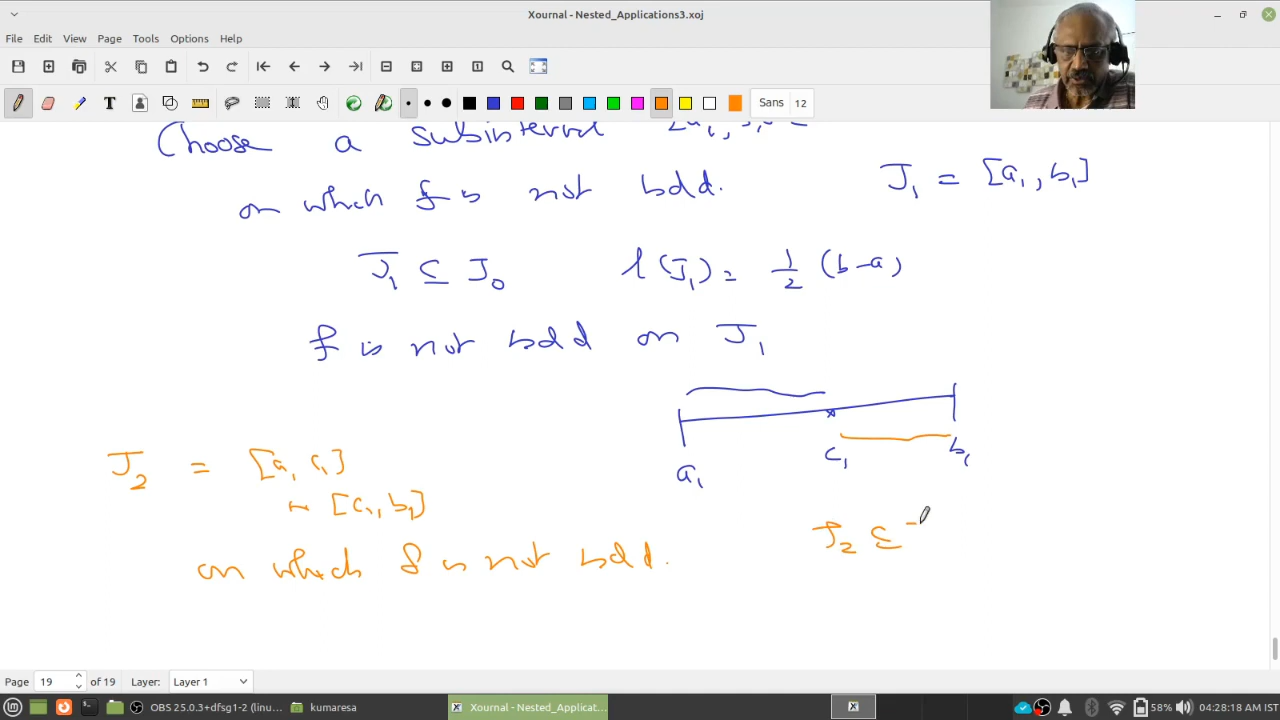 Xournal - Nested_Applications3.xoj
File Edit View Page Tools Options Help
Sans 12
Choose a subinterval
on which f is not bdd. J₁ = [a₁, b₁]
J₁ ⊆ J₀ l(J₁) = 1/2 (b-a)
f is not bdd on J₁
a₁ c₁ b₁
J₂ = [a₁ c₁]
or [c₁, b₁]
on which f is not bdd.
J₂ ⊆
Page 19 of 19 Layer: Layer 1
OBS 25.0.3+dfsg1-2 (linu... kumaresa Xournal - Nested_Applicat... 58% 04:28:18 AM IST